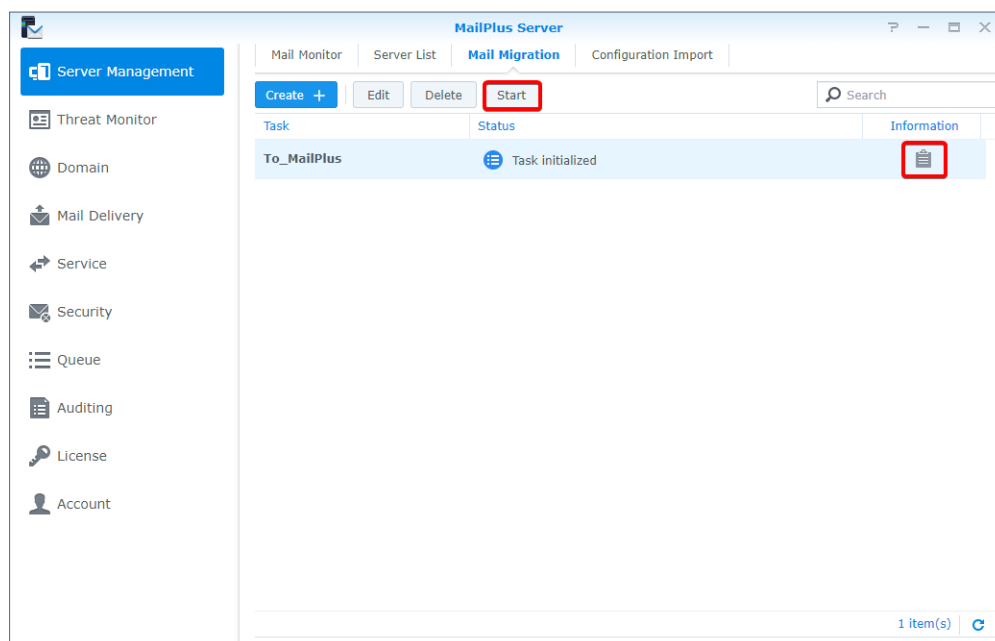 MailPlus Server
Server Management
Threat Monitor
Domain
Mail Delivery
Service
Security
Queue
Auditing
License
Account
Mail Monitor Server List Mail Migration Configuration Import
Create + Edit Delete Start Search
Task Status Information
To_MailPlus Task initialized
1 item(s)